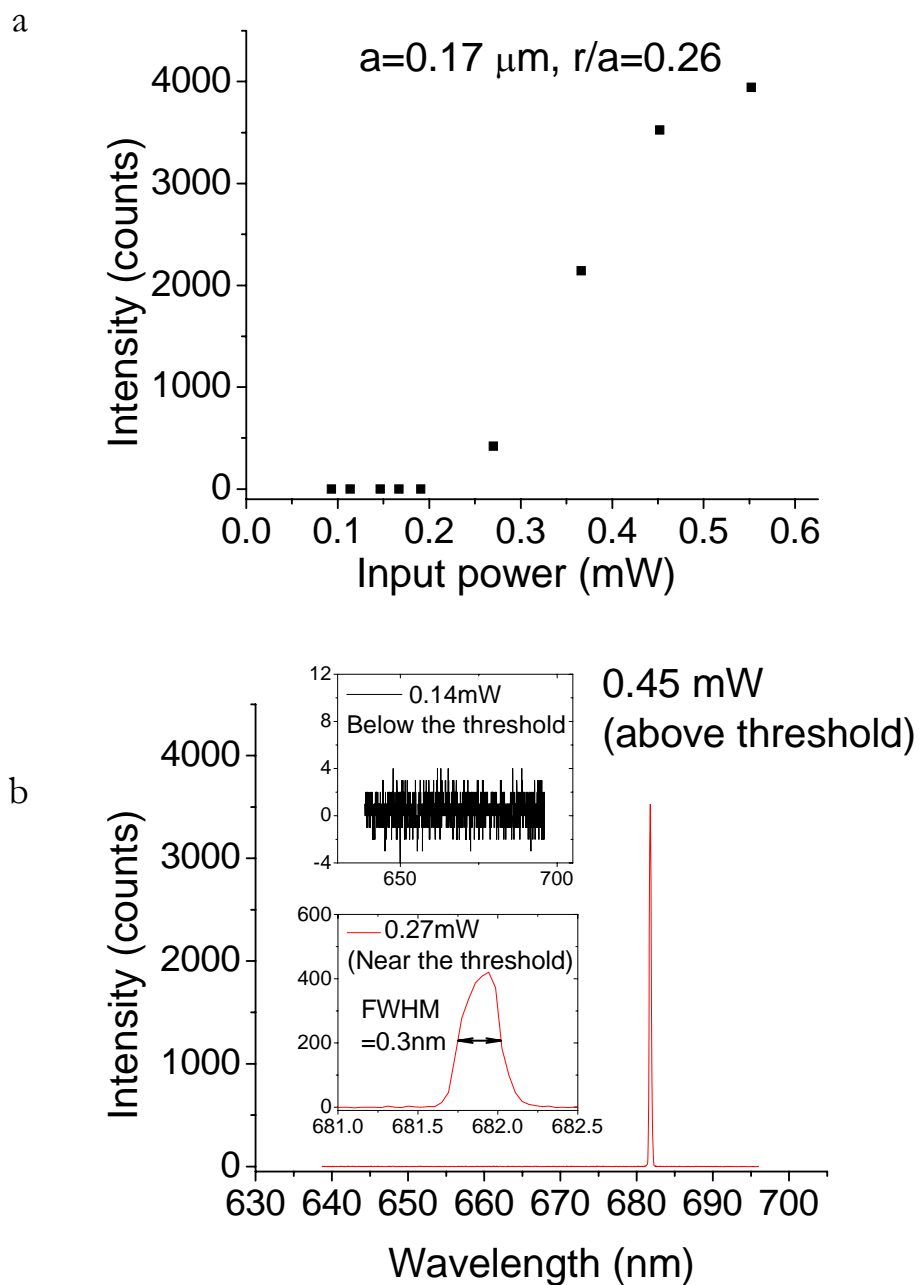 a
a=0.17 μm, r/a=0.26
4000
3000
2000
1000
0
Intensity (counts)
0.0 0.1 0.2 0.3 0.4 0.5 0.6
Input power (mW)
b
0.45 mW
(above threshold)
4000
3000
2000
1000
0
Intensity (counts)
12
8
4
0
-4
0.14mW
Below the threshold
650 700
600
400
200
0
0.27mW
(Near the threshold)
FWHM
=0.3nm
681.0 681.5 682.0 682.5
630 640 650 660 670 680 690 700
Wavelength (nm)